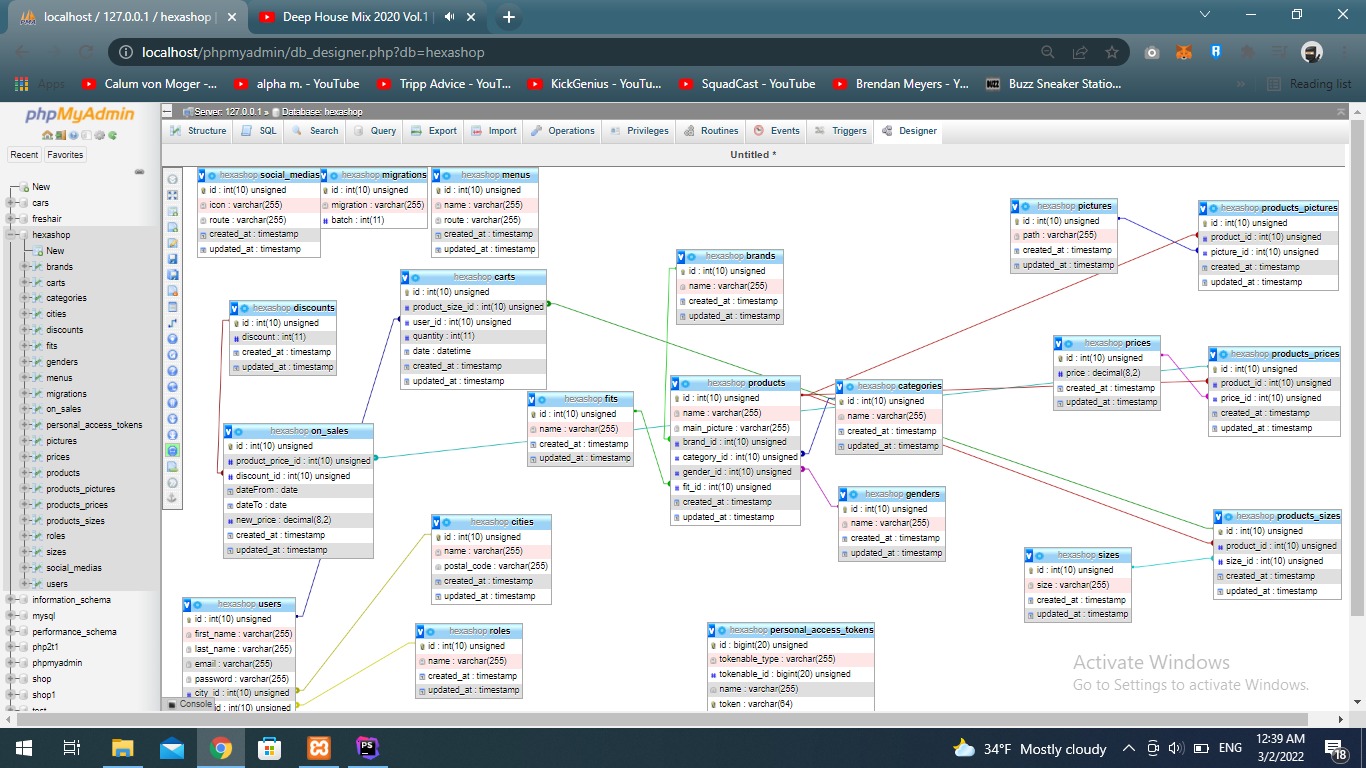 localhost / 127.0.0.1 / hexashop |
Deep House Mix 2020 Vol.1 |
localhost/phpmyadmin/db_designer.php?db=hexashop
Apps
Calum von Moger -...
alpha m. - YouTube
Tripp Advice - YouT...
KickGenius - YouTu...
SquadCast - YouTube
Brendan Meyers - Y...
Buzz Sneaker Statio...
»
Reading list
phpMyAdmin
Recent
Favorites
New
cars
freshair
hexashop
New
brands
carts
categories
cities
discounts
fits
genders
menus
migrations
on_sales
personal_access_tokens
pictures
prices
products
products_pictures
products_prices
products_sizes
roles
sizes
social_medias
users
information_schema
mysql
performance_schema
php2t1
phpmyadmin
shop
shop1
test
Server: 127.0.0.1 » Database: hexashop
Structure
SQL
Search
Query
Export
Import
Operations
Privileges
Routines
Events
Triggers
Designer
Untitled *
hexashop social_medias
id : int(10) unsigned
icon : varchar(255)
route : varchar(255)
created_at : timestamp
updated_at : timestamp
hexashop migrations
id : int(10) unsigned
migration : varchar(255)
batch : int(11)
hexashop menus
id : int(10) unsigned
name : varchar(255)
route : varchar(255)
created_at : timestamp
updated_at : timestamp
hexashop pictures
id : int(10) unsigned
path : varchar(255)
created_at : timestamp
updated_at : timestamp
hexashop products_pictures
id : int(10) unsigned
product_id : int(10) unsigned
picture_id : int(10) unsigned
created_at : timestamp
updated_at : timestamp
hexashop brands
id : int(10) unsigned
name : varchar(255)
created_at : timestamp
updated_at : timestamp
hexashop carts
id : int(10) unsigned
product_size_id : int(10) unsigned
user_id : int(10) unsigned
quantity : int(11)
date : datetime
created_at : timestamp
updated_at : timestamp
hexashop discounts
id : int(10) unsigned
discount : int(11)
created_at : timestamp
updated_at : timestamp
hexashop prices
id : int(10) unsigned
price : decimal(8,2)
created_at : timestamp
updated_at : timestamp
hexashop products_prices
id : int(10) unsigned
product_id : int(10) unsigned
price_id : int(10) unsigned
created_at : timestamp
updated_at : timestamp
hexashop products
id : int(10) unsigned
name : varchar(255)
main_picture : varchar(255)
brand_id : int(10) unsigned
category_id : int(10) unsigned
gender_id : int(10) unsigned
fit_id : int(10) unsigned
created_at : timestamp
updated_at : timestamp
hexashop categories
id : int(10) unsigned
name : varchar(255)
created_at : timestamp
updated_at : timestamp
hexashop fits
id : int(10) unsigned
name : varchar(255)
created_at : timestamp
updated_at : timestamp
hexashop on_sales
id : int(10) unsigned
product_price_id : int(10) unsigned
discount_id : int(10) unsigned
dateFrom : date
dateTo : date
new_price : decimal(8,2)
created_at : timestamp
updated_at : timestamp
hexashop genders
id : int(10) unsigned
name : varchar(255)
created_at : timestamp
updated_at : timestamp
hexashop cities
id : int(10) unsigned
name : varchar(255)
postal_code : varchar(255)
created_at : timestamp
updated_at : timestamp
hexashop products_sizes
id : int(10) unsigned
product_id : int(10) unsigned
size_id : int(10) unsigned
created_at : timestamp
updated_at : timestamp
hexashop sizes
id : int(10) unsigned
size : varchar(255)
created_at : timestamp
updated_at : timestamp
hexashop users
id : int(10) unsigned
first_name : varchar(255)
last_name : varchar(255)
email : varchar(255)
password : varchar(255)
city_id : int(10) unsigned
id : int(10) unsigned
hexashop roles
id : int(10) unsigned
name : varchar(255)
created_at : timestamp
updated_at : timestamp
hexashop personal_access_tokens
id : bigint(20) unsigned
tokenable_type : varchar(255)
tokenable_id : bigint(20) unsigned
name : varchar(255)
token : varchar(64)
Console
Activate Windows
Go to Settings to activate Windows.
34°F Mostly cloudy
ENG
12:39 AM
3/2/2022
18